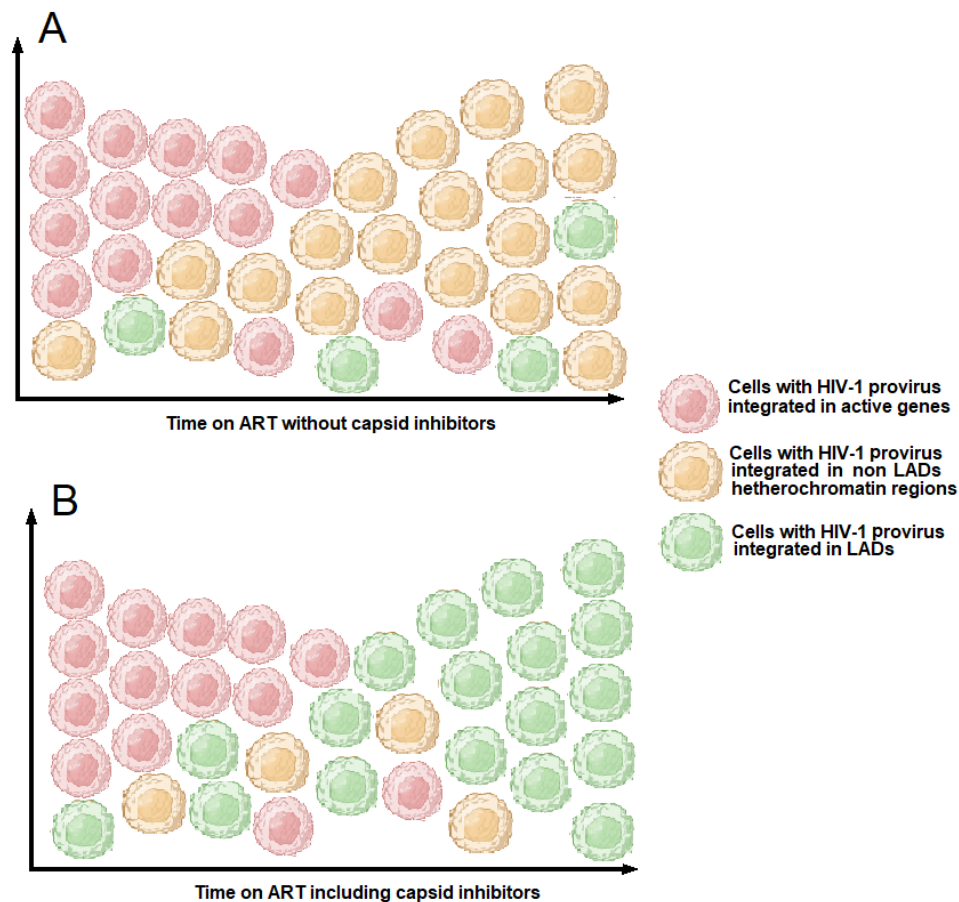 A
Time on ART without capsid inhibitors
Cells with HIV-1 provirus
integrated in active genes
Cells with HIV-1 provirus
integrated in non LADs
hetherochromatin regions
Cells with HIV-1 provirus
integrated in LADs
B
Time on ART including capsid inhibitors